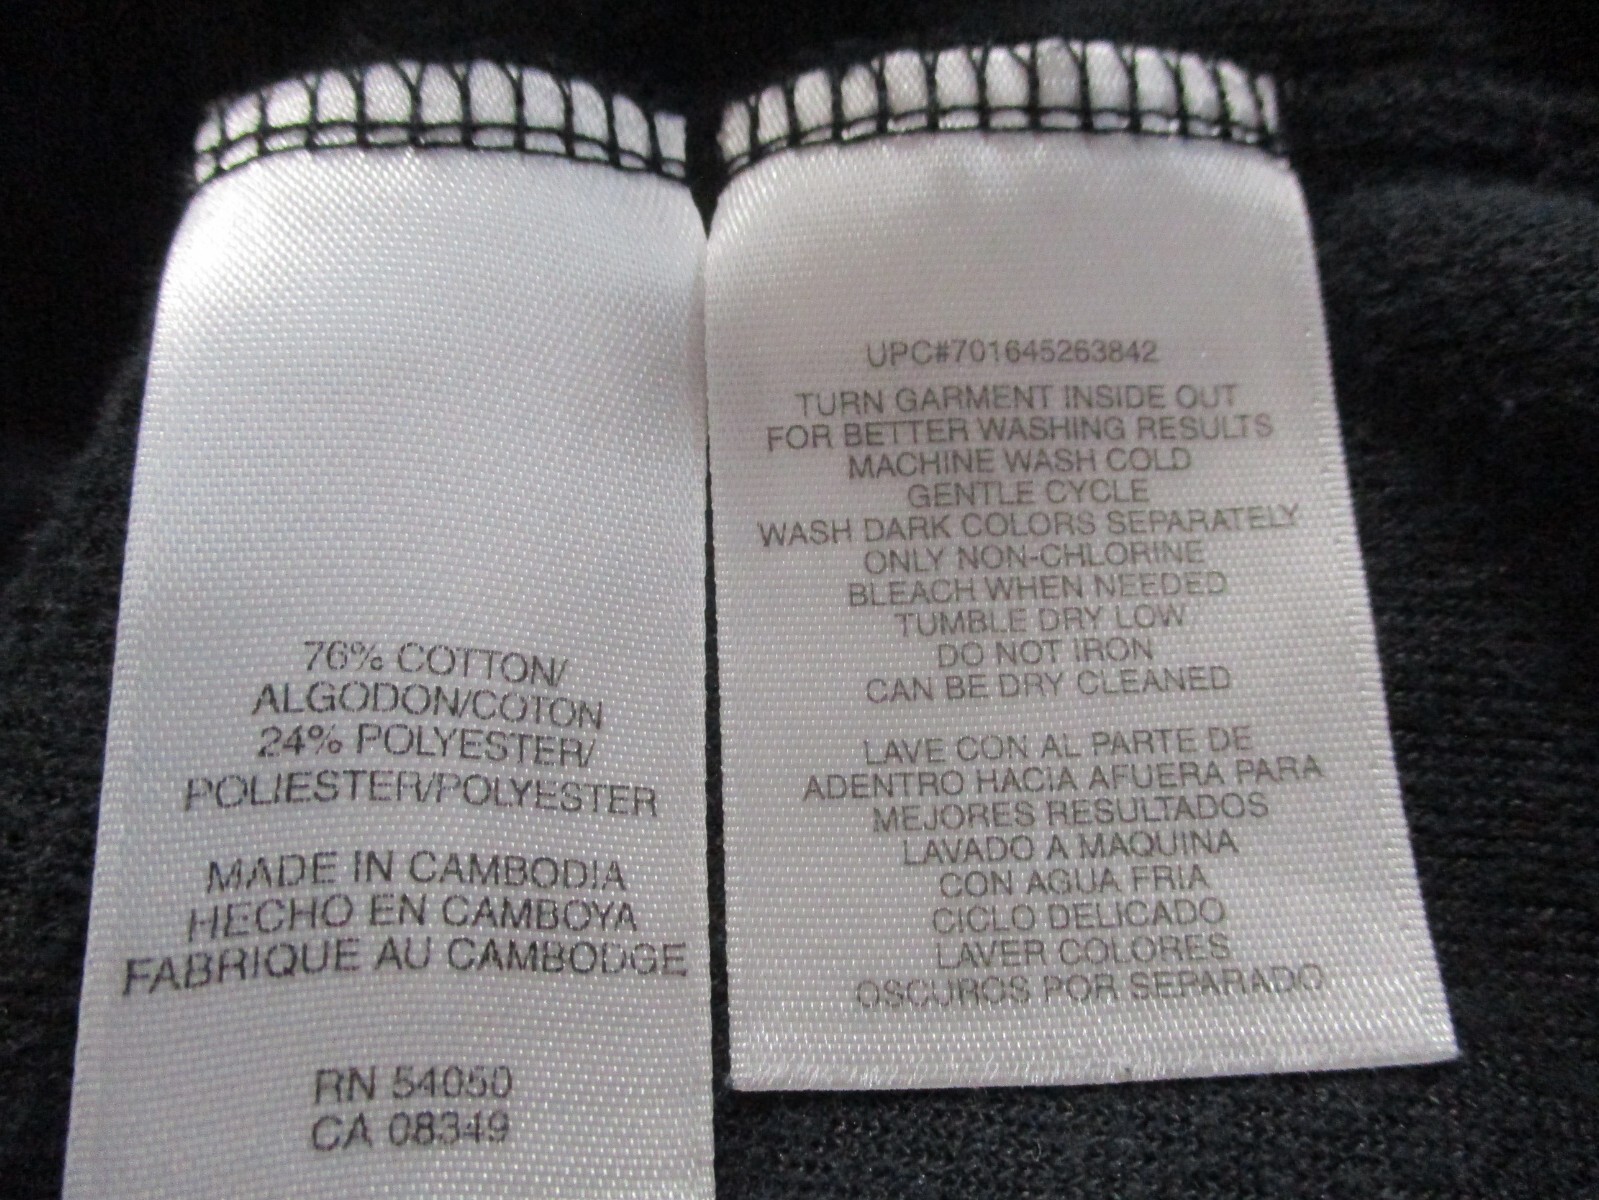 76% COTTON/
ALGODON/COTON
24% POLYESTER/
POLIESTER/POLYESTER
MADE IN CAMBODIA
HECHO EN CAMBOYA
FABRIQUE AU CAMBODGE
RN 54050
CA 08349
UPC#701645263842
TURN GARMENT INSIDE OUT
FOR BETTER WASHING RESULTS
MACHINE WASH COLD
GENTLE CYCLE
WASH DARK COLORS SEPARATELY
ONLY NON-CHLORINE
BLEACH WHEN NEEDED
TUMBLE DRY LOW
DO NOT IRON
CAN BE DRY CLEANED
LAVE CON AL PARTE DE
ADENTRO HACIA AFUERA PARA
MEJORES RESULTADOS
LAVADO A MAQUINA
CON AGUA FRIA
CICLO DELICADO
LAVER COLORES
OSCUROS POR SEPARADO